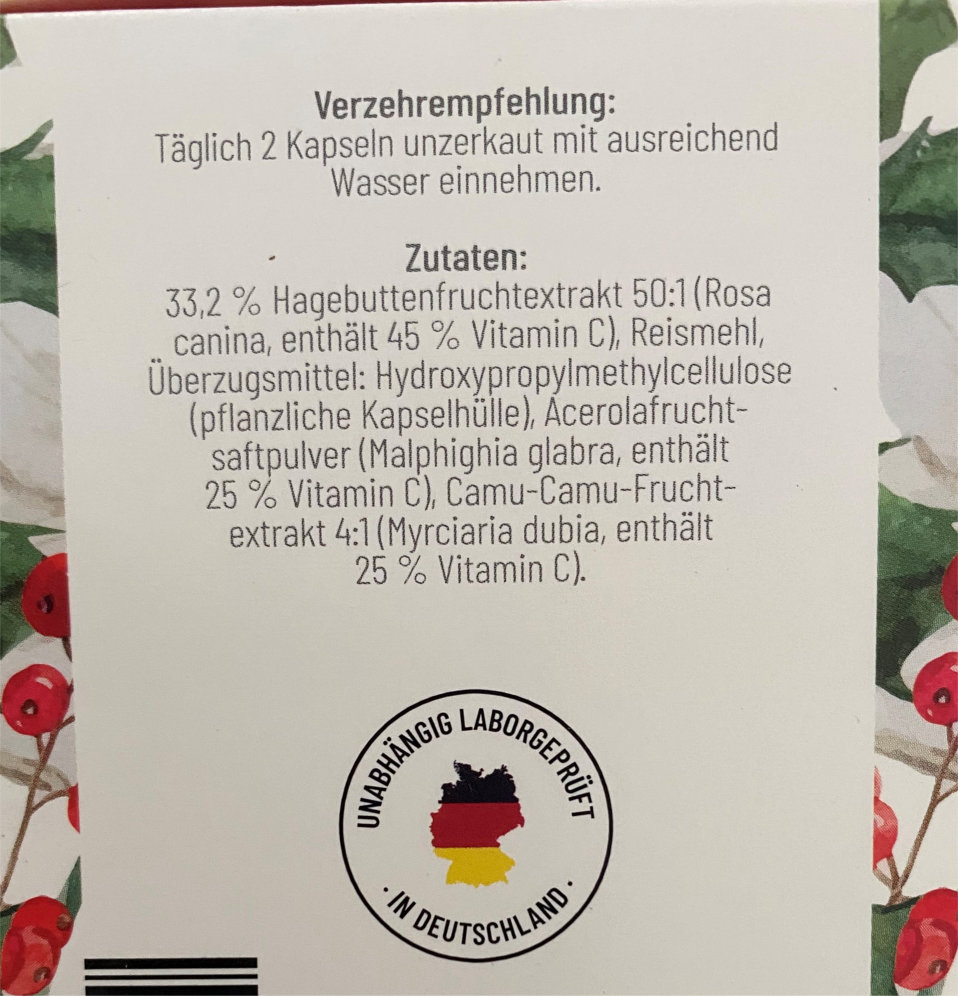 Verzehrempfehlung:
Täglich 2 Kapseln unzerkaut mit ausreichend
Wasser einnehmen.
Zutaten:
33,2 % Hagebuttenfruchtextrakt 50:1 (Rosa
canina, enthält 45 % Vitamin C), Reismehl,
Überzugsmittel: Hydroxypropylmethylcellulose
(pflanzliche Kapselhülle), Acerolafrucht-
saftpulver (Malphighia glabra, enthält
25 % Vitamin C), Camu-Camu-Frucht-
extrakt 4:1 (Myrciaria dubia, enthält
25 % Vitamin C).
UNABHÄNGIG LABORGEPRÜFT
· IN DEUTSCHLAND ·